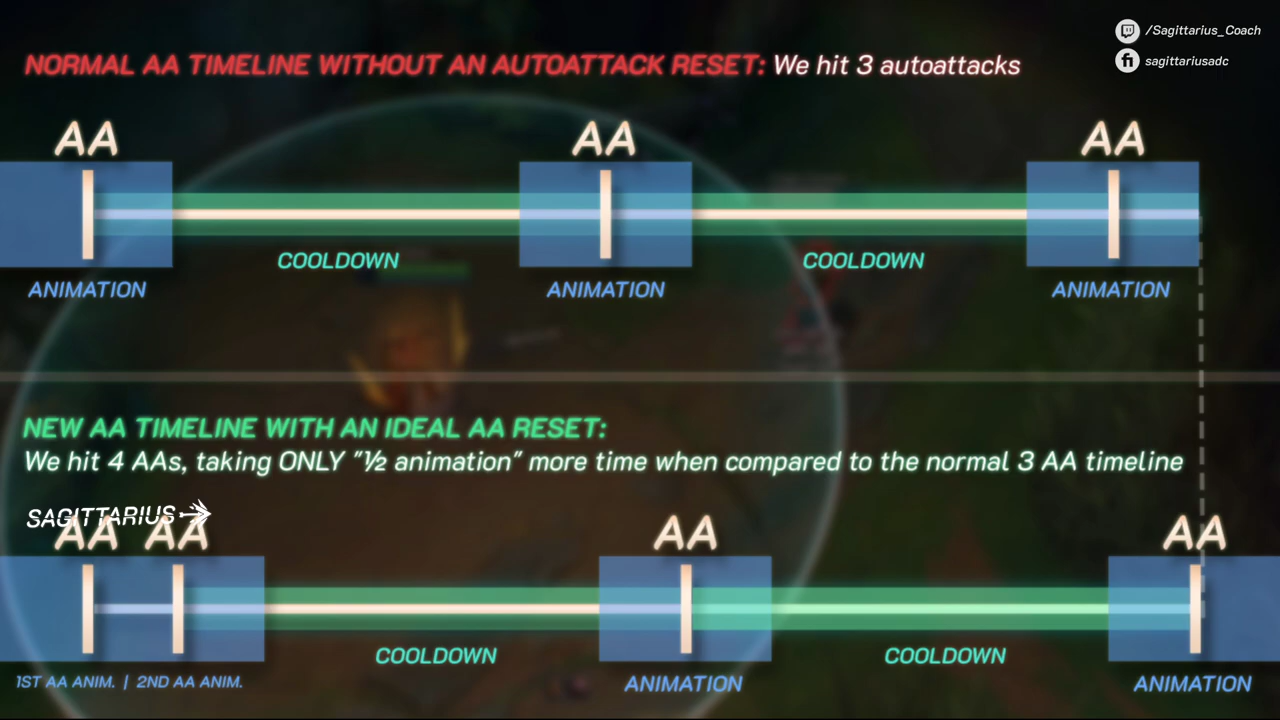 /Sagittarius_Coach
NORMAL AA TIMELINE WITHOUT AN AUTOATTACK RESET: We hit 3 autoattacks
sagittariusadc
AA AA AA
COOLDOWN COOLDOWN
ANIMATION ANIMATION ANIMATION
NEW AA TIMELINE WITH AN IDEAL AA RESET:
We hit 4 AAs, taking ONLY "½ animation" more time when compared to the normal 3 AA timeline
SAGITTARIUS
AA AA AA AA
COOLDOWN COOLDOWN
1ST AA ANIM. | 2ND AA ANIM. ANIMATION ANIMATION